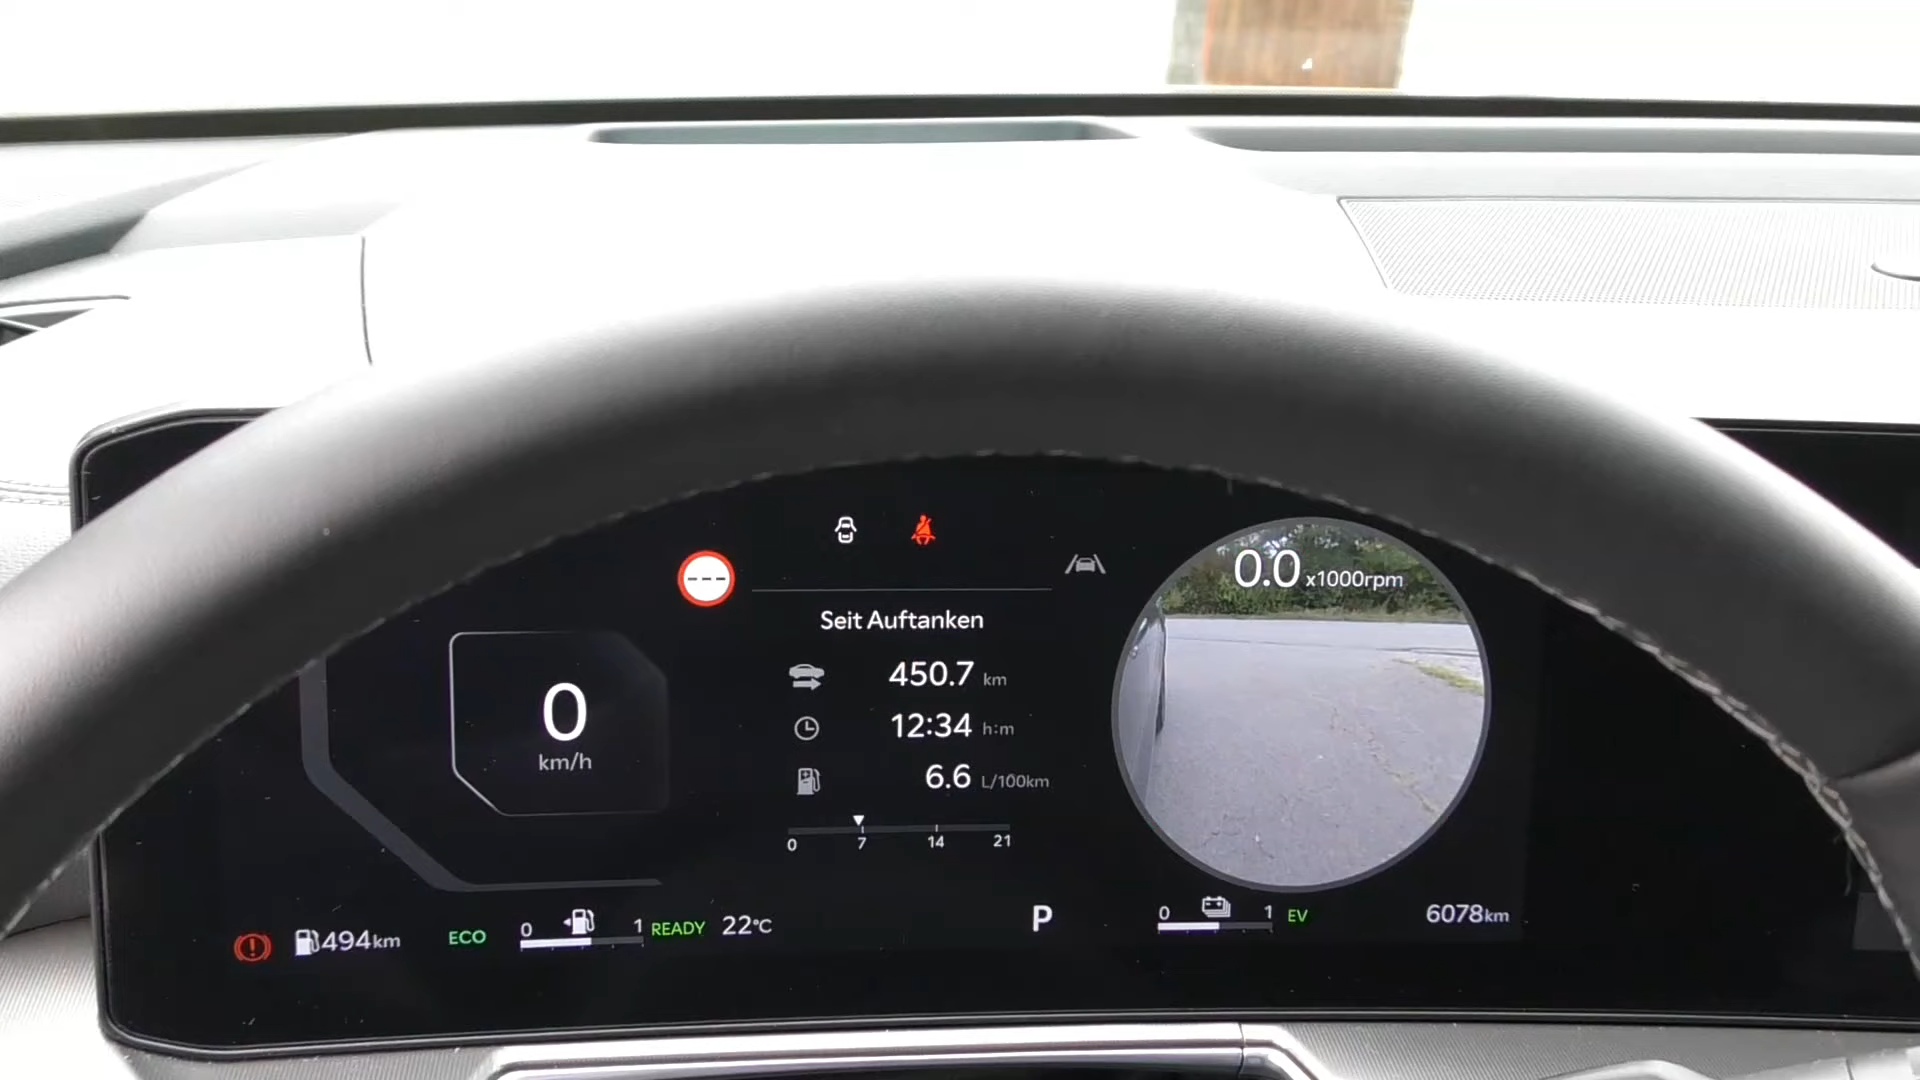 0.0 x1000rpm
---
Seit Auftanken
450.7 km
12:34 h:m
6.6 L/100km
0 7 14 21
0
km/h
494km
ECO
0 1
READY
22°C
P
0 1
EV
6078km